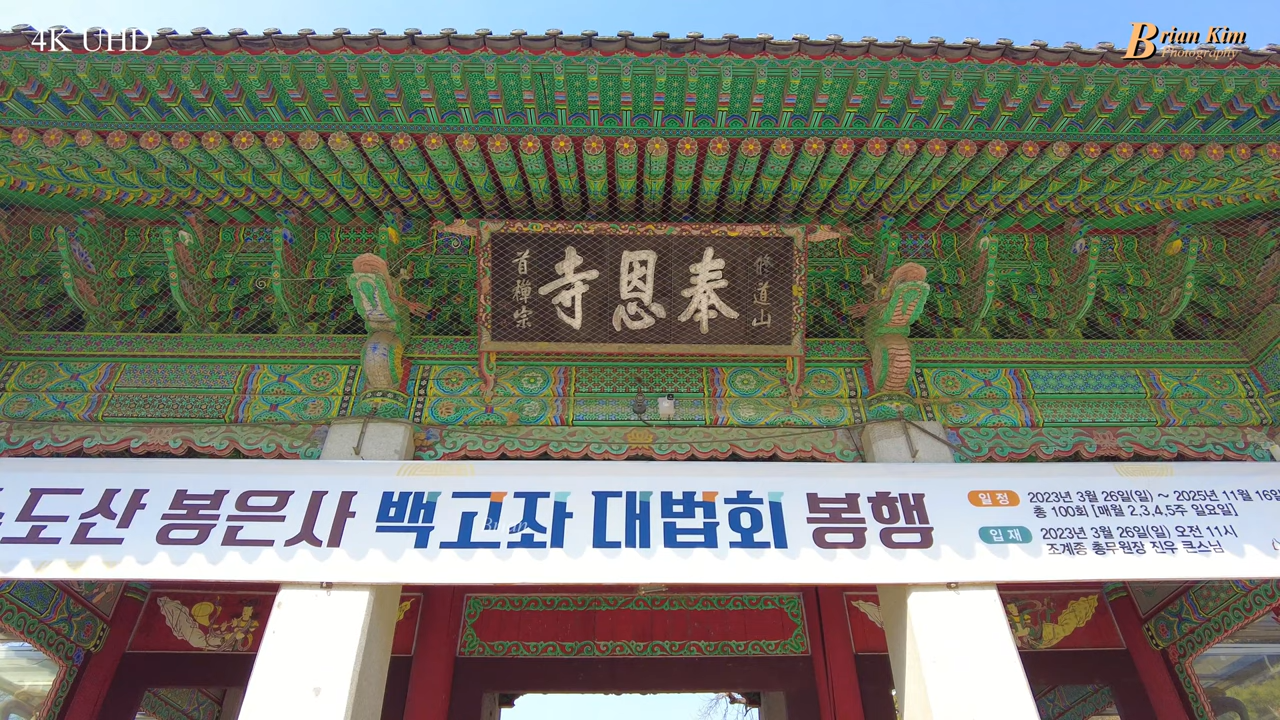 4K UHD
Brian Kim
Photography
修道山
奉恩寺
首禪宗
도산 봉은사 백고좌 대법회 봉행
일정
2023년 3월 26일(일) ~ 2025년 11월 16일
총 100회 [매월 2,3,4,5주 일요일]
입재
2023년 3월 26일(일) 오전 11시
조계종 총무원장 진우 큰스님